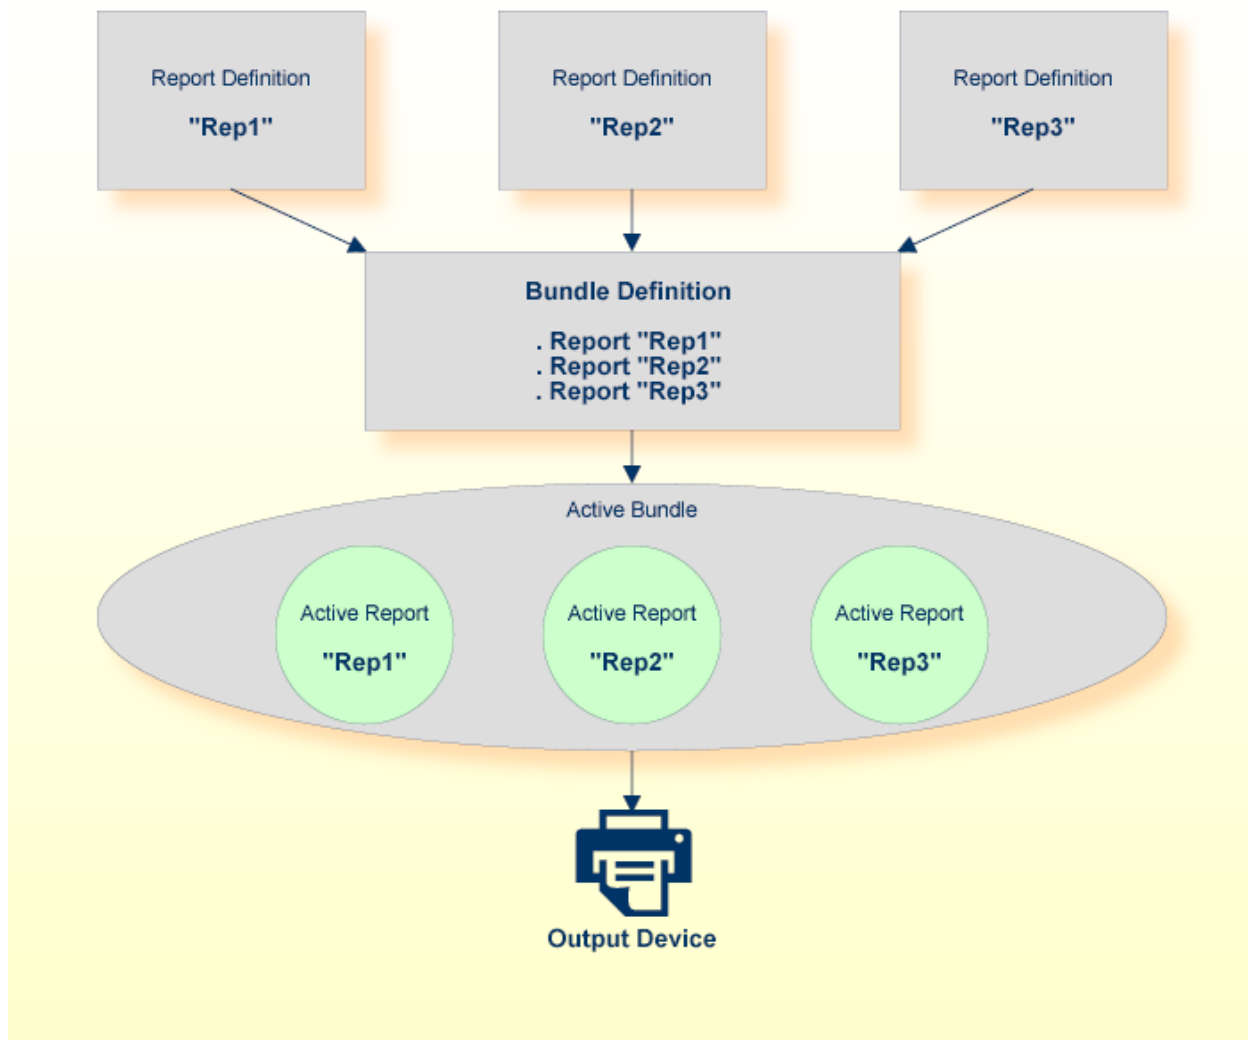 Report Definition
"Rep1"
Report Definition
"Rep2"
Report Definition
"Rep3"
Bundle Definition
. Report "Rep1"
. Report "Rep2"
. Report "Rep3"
Active Bundle
Active Report
"Rep1"
Active Report
"Rep2"
Active Report
"Rep3"
Output Device